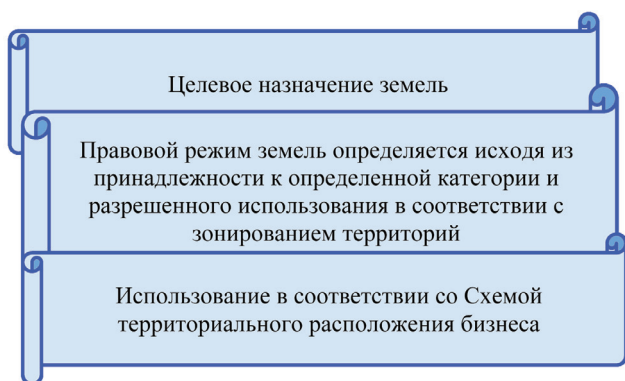 Целевое назначение земель
Правовой режим земель определяется исходя из
принадлежности к определенной категории и
разрешенного использования в соответствии с
зонированием территорий
Использование в соответствии со Схемой
территориального расположения бизнеса